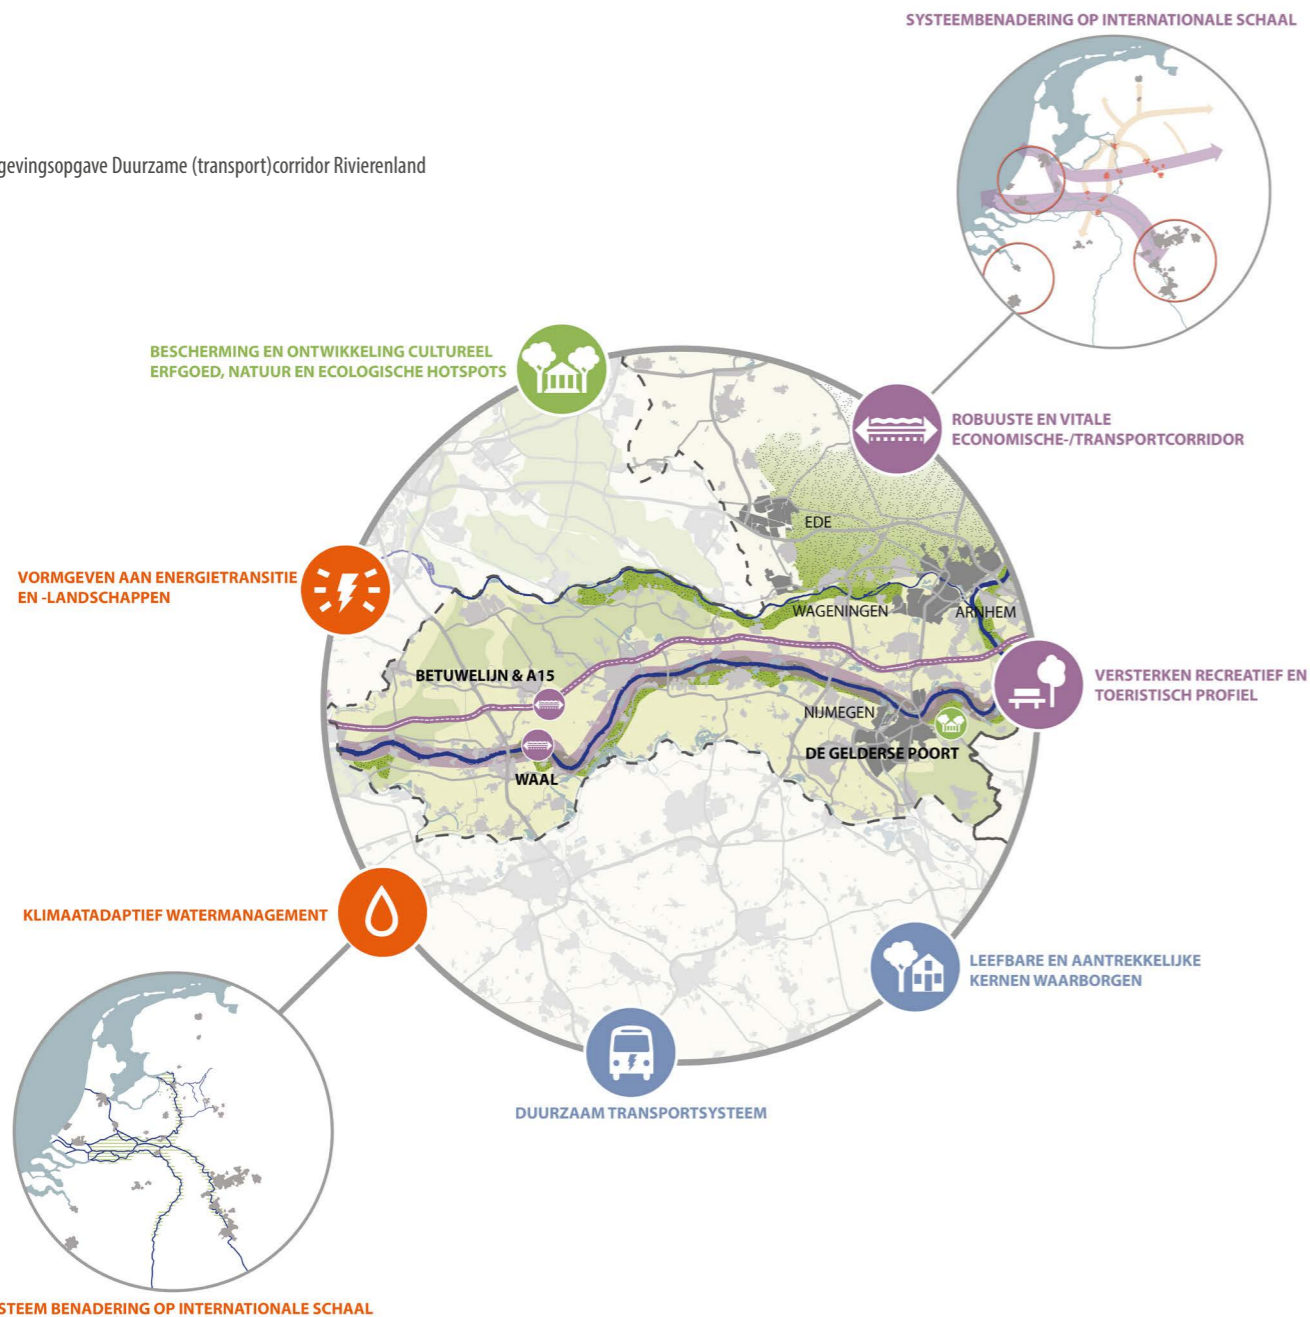 SYSTEEMBENADERING OP INTERNATIONALE SCHAAL
gevingsopgave Duurzame (transport)corridor Rivierenland
BESCHERMING EN ONTWIKKELING CULTUREEL
ERFGOED, NATUUR EN ECOLOGISCHE HOTSPOTS
ROBUUSTE EN VITALE
ECONOMISCHE-/TRANSPORTCORRIDOR
EDE
VORMGEVEN AAN ENERGIETRANSITIE
EN -LANDSCHAPPEN
WAGENINGEN
ARNHEM
BETUWELIJN & A15
VERSTERKEN RECREATIEF EN
TOERISTISCH PROFIEL
NIJMEGEN
DE GELDERSE POORT
WAAL
KLIMAATADAPTIEF WATERMANAGEMENT
LEEFBARE EN AANTREKKELIJKE
KERNEN WAARBORGEN
DUURZAAM TRANSPORTSYSTEEM
STEEM BENADERING OP INTERNATIONALE SCHAAL